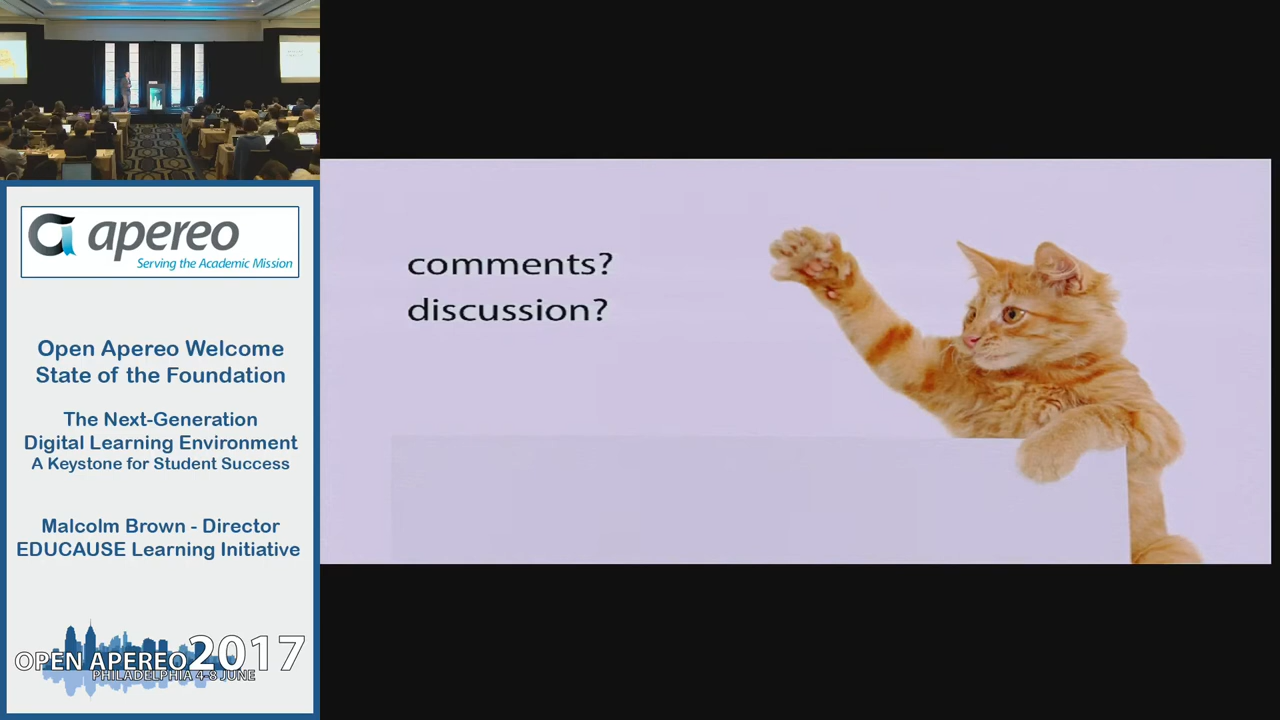 apereo
Serving the Academic Mission
Open Apereo Welcome
State of the Foundation
The Next-Generation
Digital Learning Environment
A Keystone for Student Success
Malcolm Brown - Director
EDUCAUSE Learning Initiative
OPEN APEREO 2017
PHILADELPHIA 4-8 JUNE
comments?
discussion?